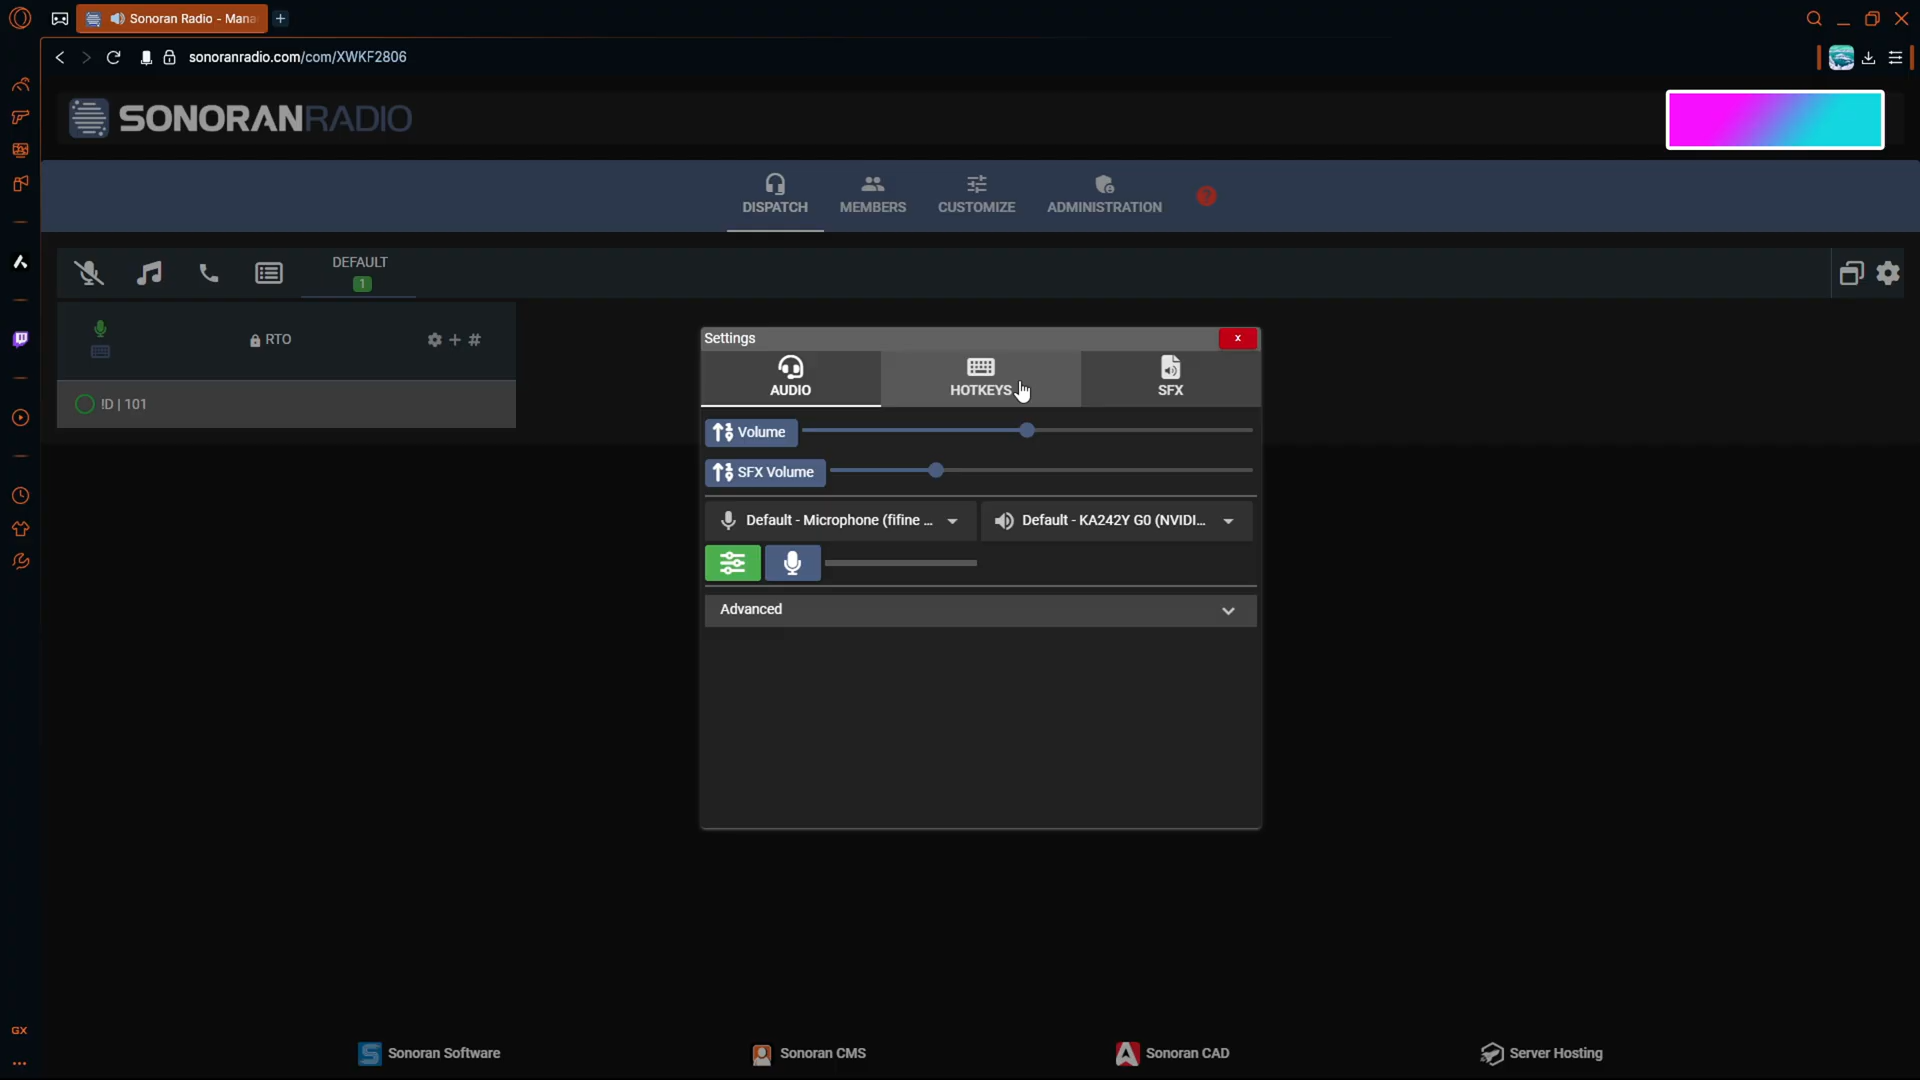 Sonoran Radio - Mana
sonoranradio.com/com/XWKF2806
SONORANRADIO
DISPATCH
MEMBERS
CUSTOMIZE
ADMINISTRATION
?
DEFAULT
1
RTO
!D | 101
Settings
x
AUDIO
HOTKEYS
SFX
Volume
SFX Volume
Default - Microphone (fifine ...
Default - KA242Y G0 (NVIDI...
Advanced
GX
Sonoran Software
Sonoran CMS
Sonoran CAD
Server Hosting